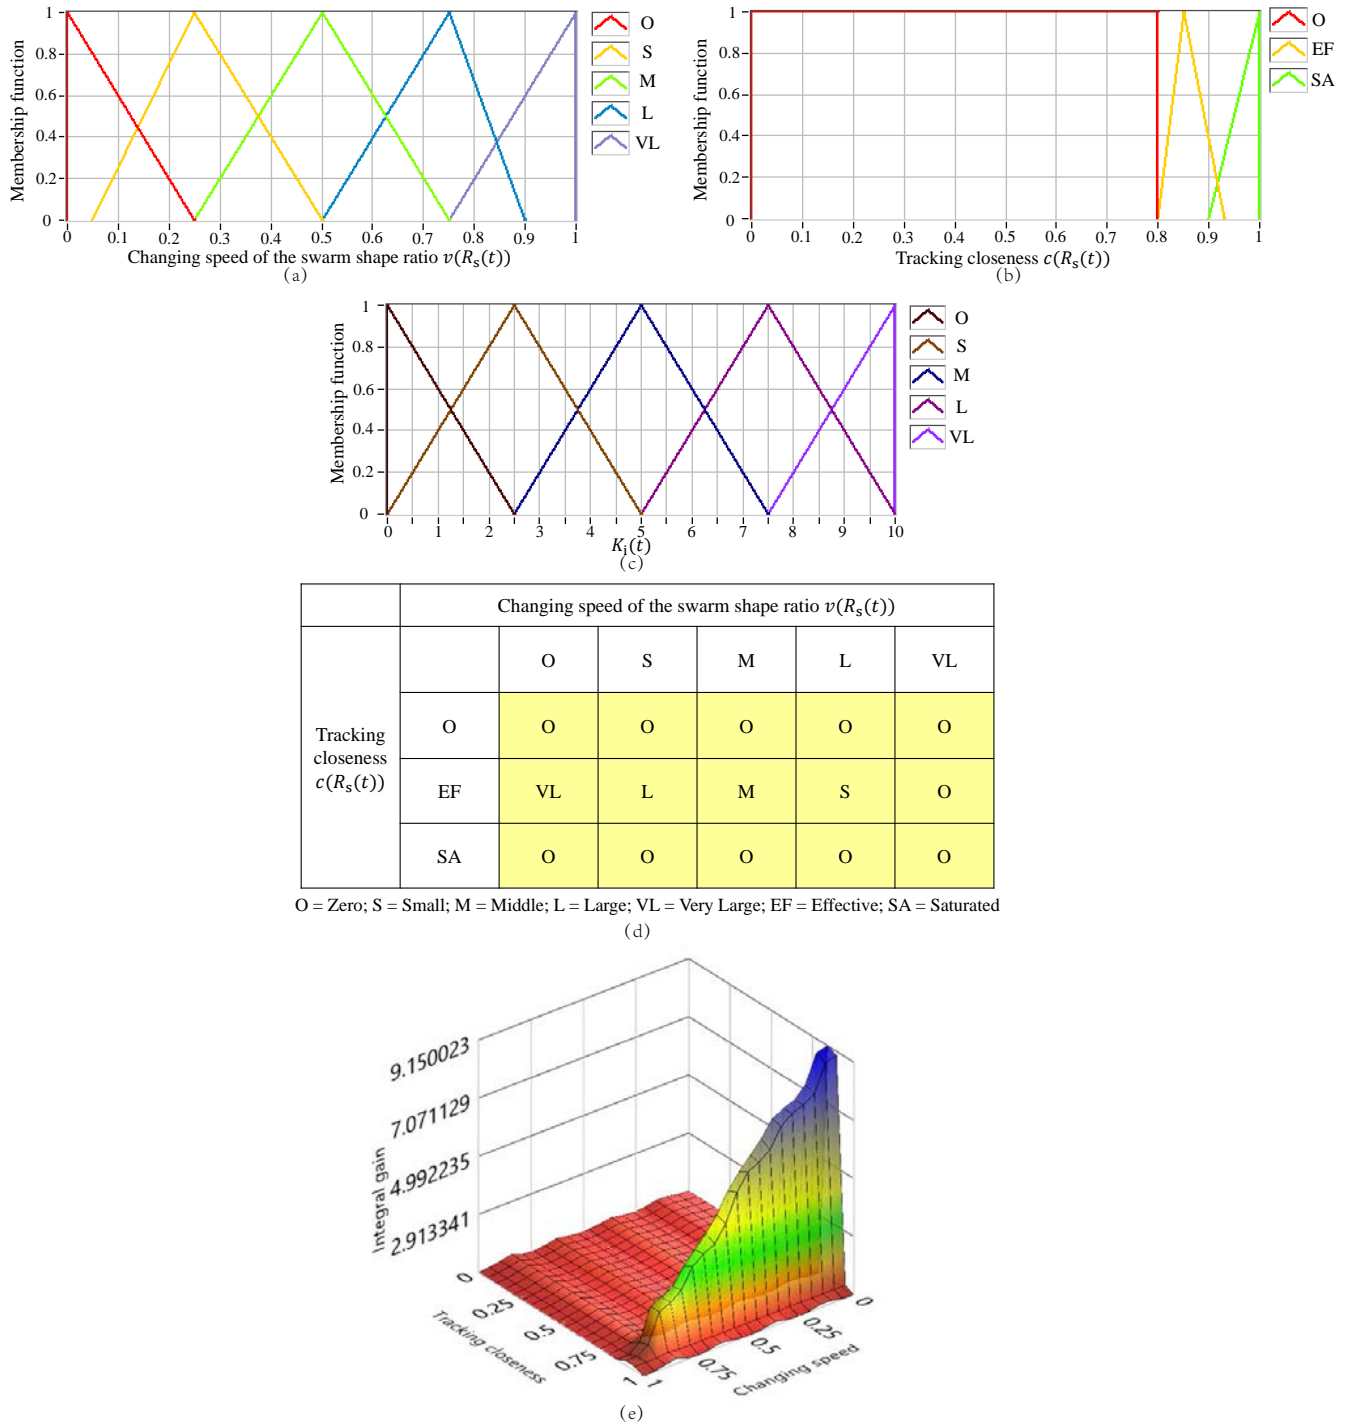 Membership function
1
0.8
0.6
0.4
0.2
0
0 0.1 0.2 0.3 0.4 0.5 0.6 0.7 0.8 0.9 1
Changing speed of the swarm shape ratio v(Rₛ(t))
(a)
O
S
M
L
VL
Membership function
1
0.8
0.6
0.4
0.2
0
0 0.1 0.2 0.3 0.4 0.5 0.6 0.7 0.8 0.9 1
Tracking closeness c(Rₛ(t))
(b)
O
EF
SA
Membership function
1
0.8
0.6
0.4
0.2
0
0 1 2 3 4 5 6 7 8 9 10
Kᵢ(t)
(c)
O
S
M
L
VL
Changing speed of the swarm shape ratio v(Rₛ(t))
O S M L VL
Tracking
closeness
c(Rₛ(t))
O O O O O O
EF VL L M S O
SA O O O O O
O = Zero; S = Small; M = Middle; L = Large; VL = Very Large; EF = Effective; SA = Saturated
(d)
Integral gain
9.150023
7.071129
4.992235
2.913341
0
0.25
0.5
0.75
1
Tracking closeness
1
0.75
0.5
0.25
0
Changing speed
(e)